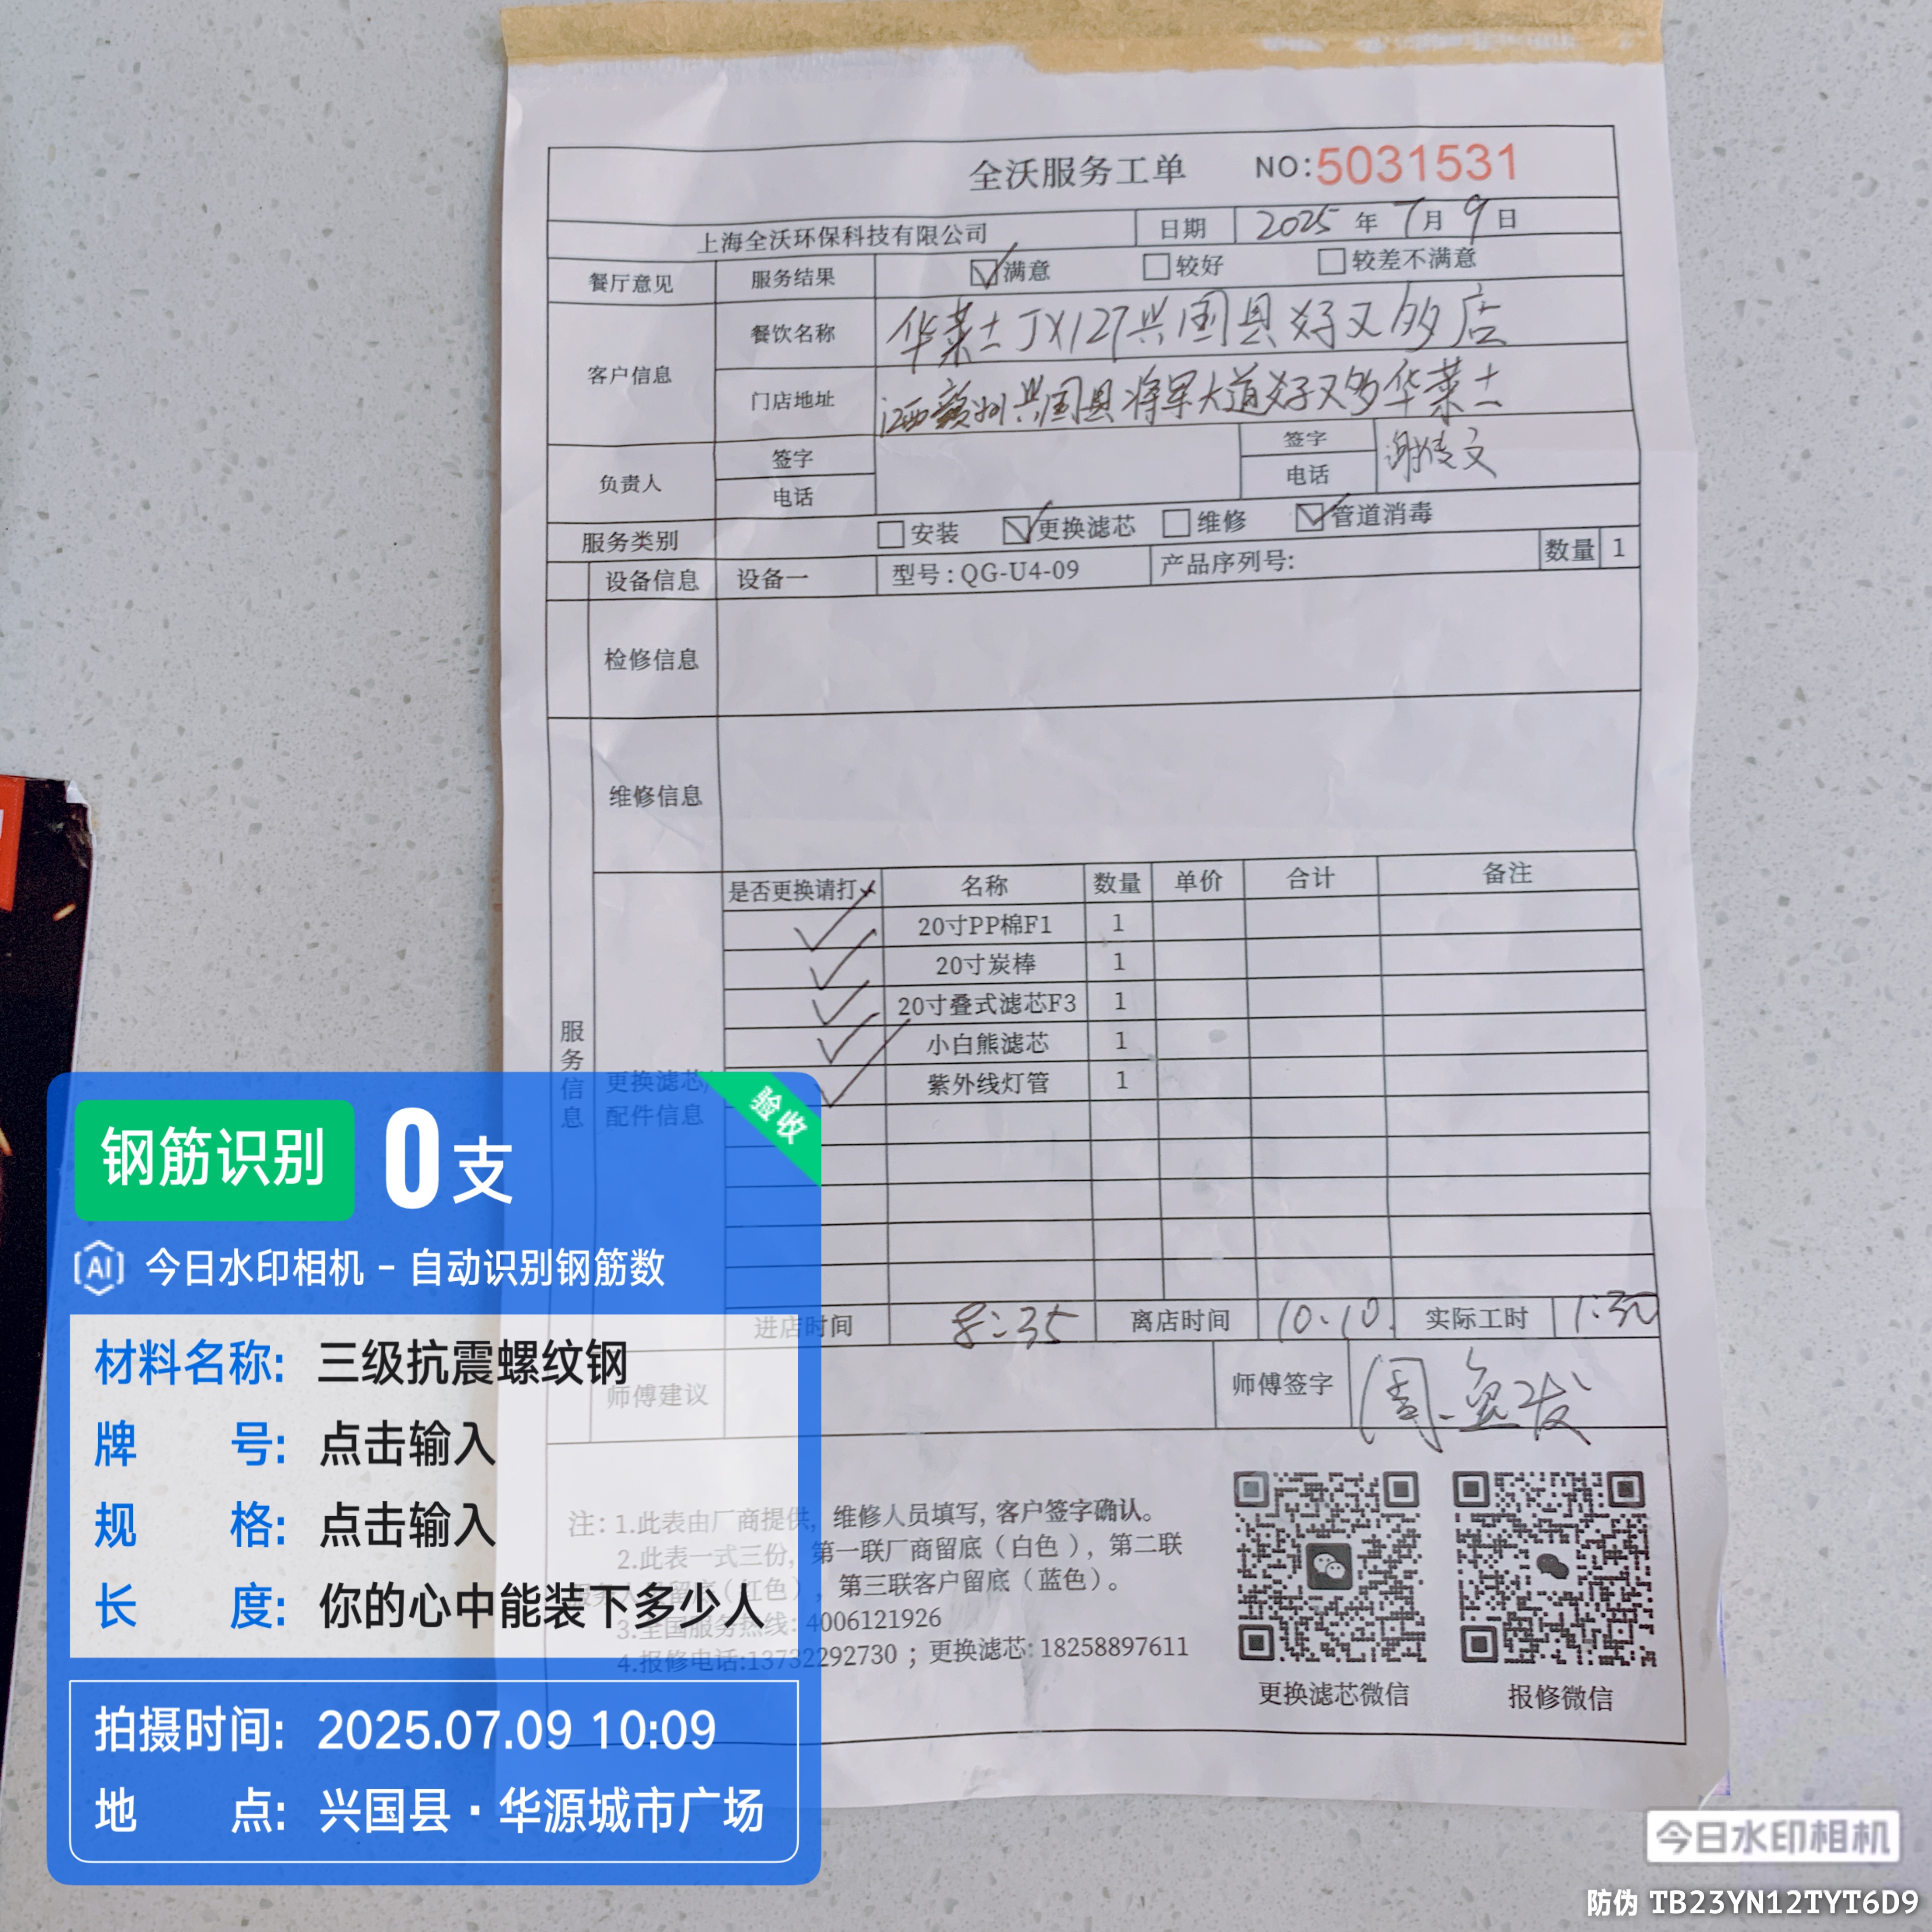 全沃服务工单 NO:5031531
上海全沃环保科技有限公司 日期 2025 年 7 月 9 日
餐厅意见 服务结果 满意 较好 较差不满意
客户信息 餐饮名称 华莱士JX127兴国县好又多店
门店地址 江西赣州兴国县将军大道好又多华莱士
负责人 签字 签字
电话 电话
服务类别 安装 更换滤芯 维修 管道消毒
设备信息 设备一 型号:QG-U4-09 产品序列号: 数量 1
检修信息
维修信息
服务信息
更换滤芯/
配件信息
是否更换请打✓ 名称 数量 单价 合计 备注
20寸PP棉F1 1
20寸炭棒 1
20寸叠式滤芯F3 1
小白熊滤芯 1
紫外线灯管 1
进店时间 8:35 离店时间 10:10 实际工时 1:30
师傅建议 师傅签字
注: 1.此表由厂商提供, 维修人员填写, 客户签字确认。
2.此表一式三份, 第一联厂商留底(白色), 第二联
留底(红色), 第三联客户留底(蓝色)。
3.全国服务热线: 4006121926
4.报修电话:13732292730 ; 更换滤芯: 18258897611
更换滤芯微信 报修微信
验收
钢筋识别 0支
AI 今日水印相机 - 自动识别钢筋数
材料名称: 三级抗震螺纹钢
牌号: 点击输入
规格: 点击输入
长度: 你的心中能装下多少人
拍摄时间: 2025.07.09 10:09
地点: 兴国县·华源城市广场
今日水印相机
防伪 TB23YN12TYT6D9